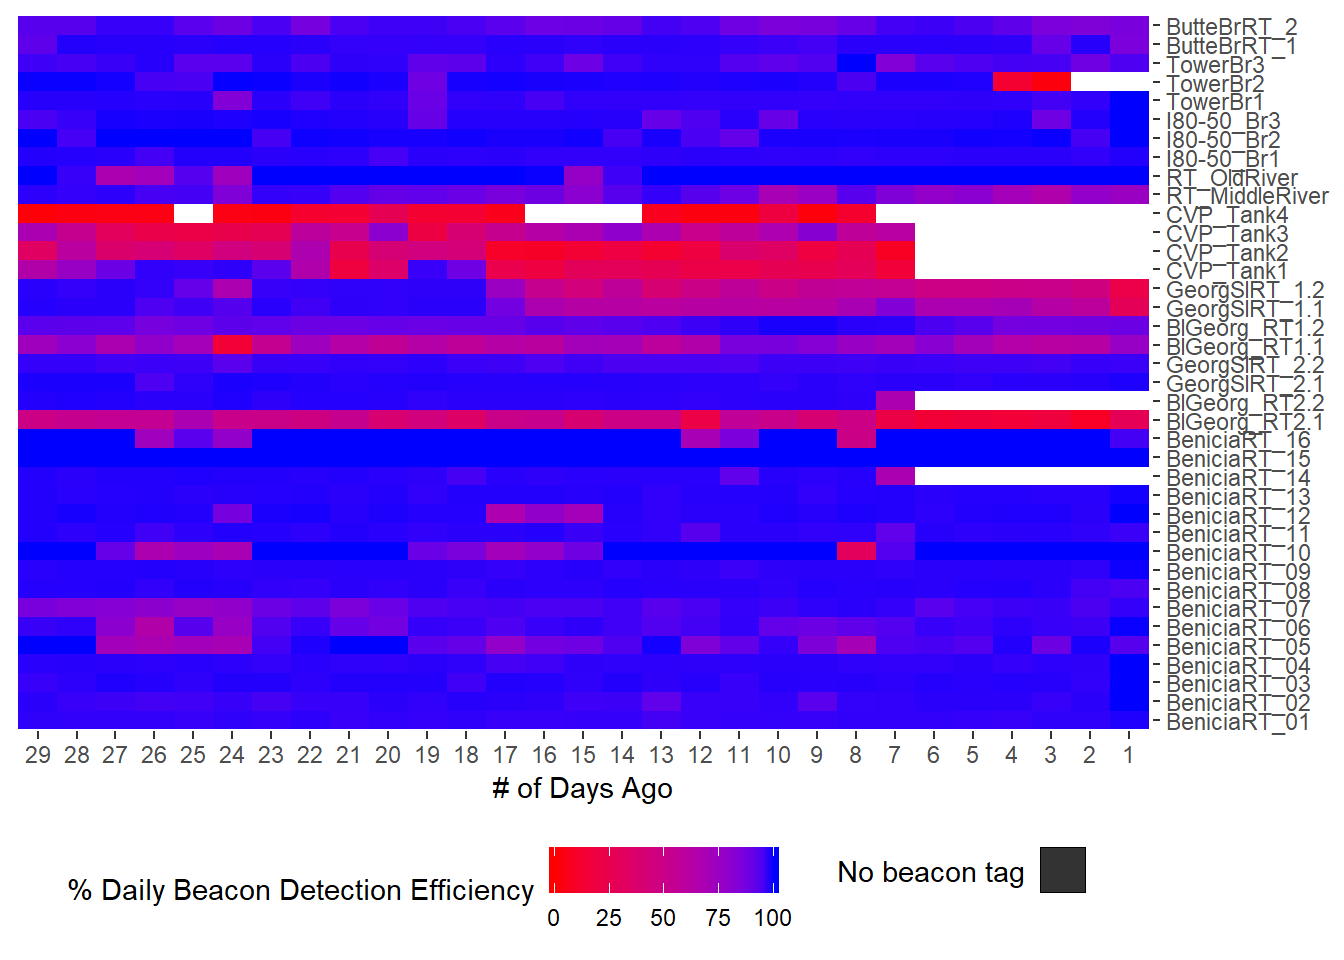 ButteBrRT_2
ButteBrRT_1
TowerBr3
TowerBr2
TowerBr1
I80-50_Br3
I80-50_Br2
I80-50_Br1
RT_OldRiver
RT_MiddleRiver
CVP_Tank4
CVP_Tank3
CVP_Tank2
CVP_Tank1
GeorgSlRT_1.2
GeorgSlRT_1.1
BlGeorg_RT1.2
BlGeorg_RT1.1
GeorgSlRT_2.2
GeorgSlRT_2.1
BlGeorg_RT2.2
BlGeorg_RT2.1
BeniciaRT_16
BeniciaRT_15
BeniciaRT_14
BeniciaRT_13
BeniciaRT_12
BeniciaRT_11
BeniciaRT_10
BeniciaRT_09
BeniciaRT_08
BeniciaRT_07
BeniciaRT_06
BeniciaRT_05
BeniciaRT_04
BeniciaRT_03
BeniciaRT_02
BeniciaRT_01
29 28 27 26 25 24 23 22 21 20 19 18 17 16 15 14 13 12 11 10 9 8 7 6 5 4 3 2 1
# of Days Ago
% Daily Beacon Detection Efficiency
0 25 50 75 100
No beacon tag